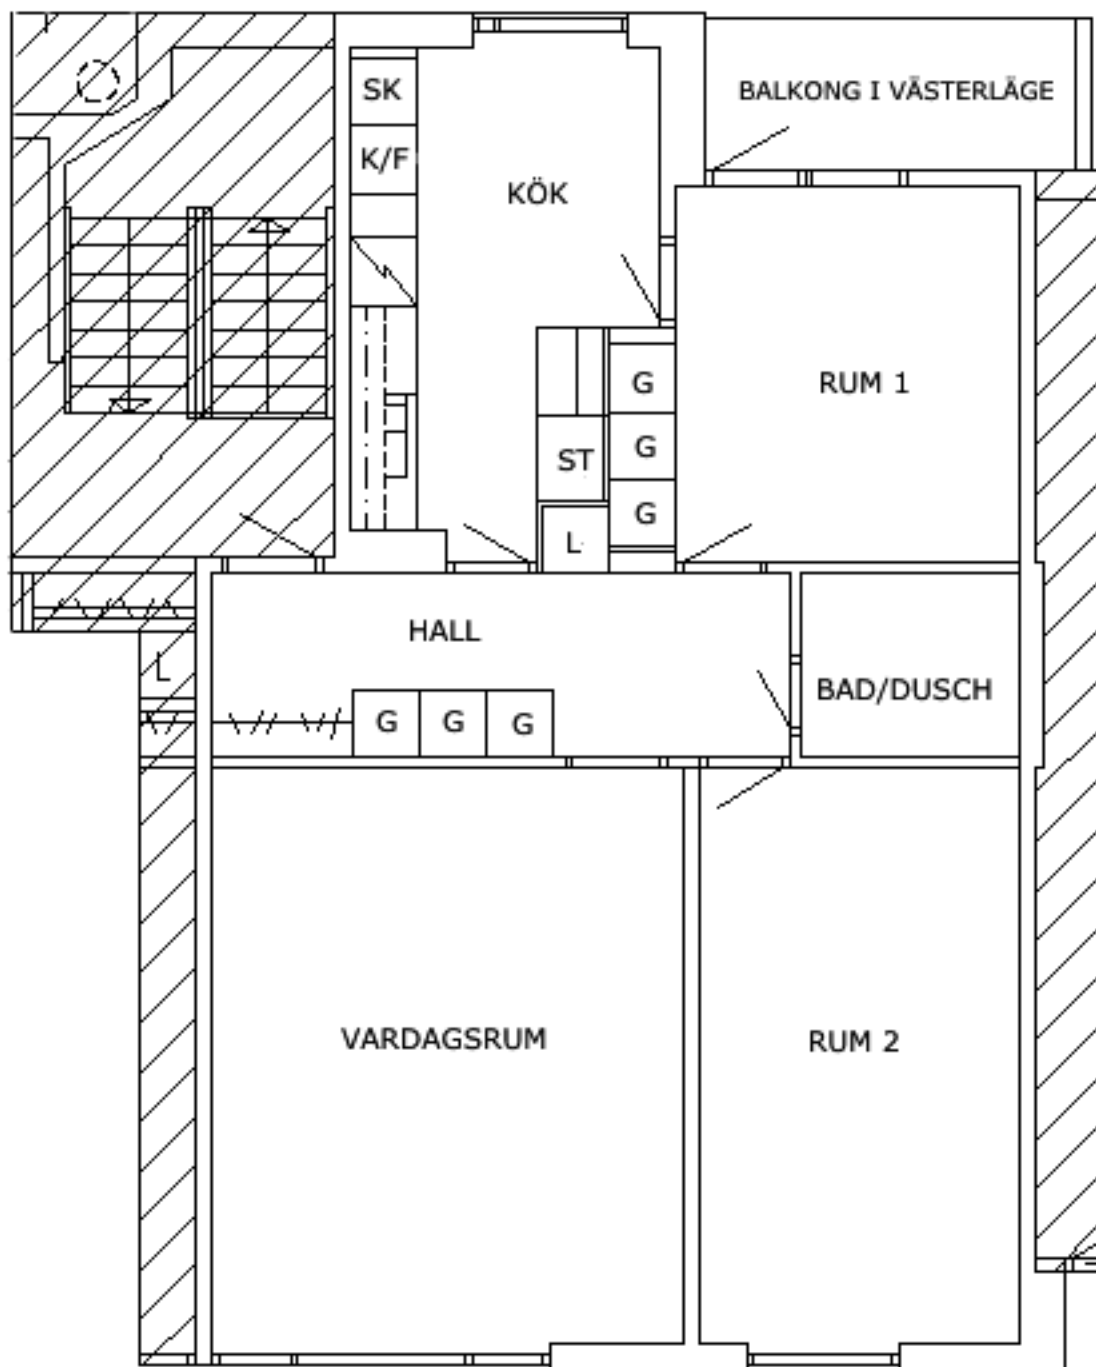 SK
BALKONG I VÄSTERLÄGE
K/F
KÖK
G
RUM 1
G
ST
G
L
HALL
L
BAD/DUSCH
G G G
VARDAGSRUM
RUM 2